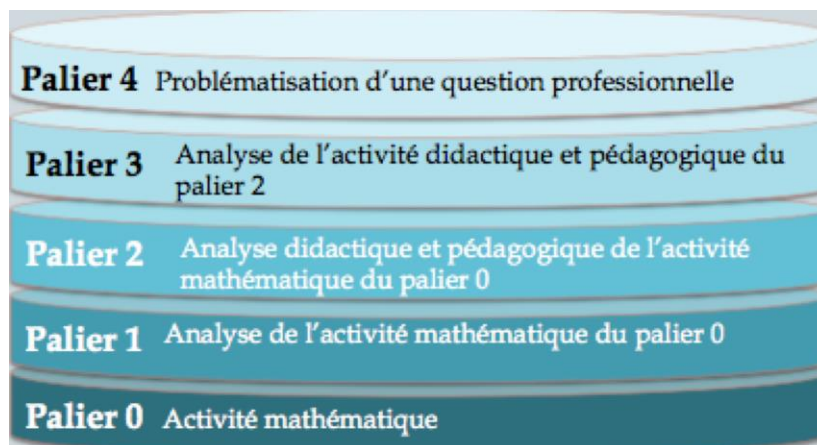 Palier 4 Problématisation d'une question professionnelle
Palier 3 Analyse de l'activité didactique et pédagogique du
palier 2
Palier 2 Analyse didactique et pédagogique de l'activité
mathématique du palier 0
Palier 1 Analyse de l'activité mathématique du palier 0
Palier 0 Activité mathématique